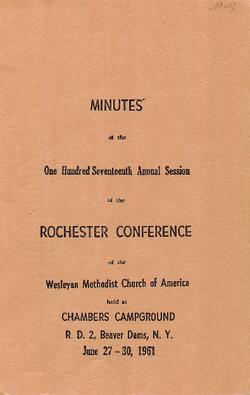 MINUTES
of the
One Hundred Seventeenth Annual Session
of the
ROCHESTER CONFERENCE
of the
Wesleyan Methodist Church of America
held at
CHAMBERS CAMPGROUND
R. D. 2, Beaver Dams, N. Y.
June 27 - 30, 1961